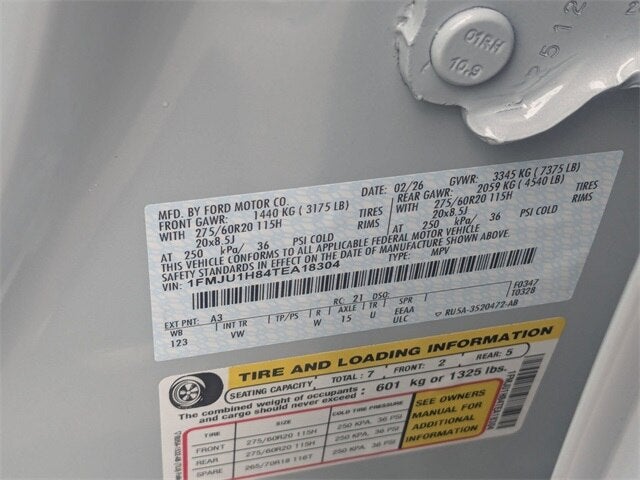 01RH
10.9
2512
MFD. BY FORD MOTOR CO. DATE: 02/26 GVWR: 3345 KG ( 7375 LB)
FRONT GAWR: 1440 KG ( 3175 LB) REAR GAWR: 2059 KG ( 4540 LB)
WITH 275/60R20 115H TIRES WITH 275/60R20 115H TIRES
20x8.5J RIMS 20x8.5J RIMS
AT 250 kPa/ 36 PSI COLD AT 250 kPa/ 36 PSI COLD
THIS VEHICLE CONFORMS TO ALL APPLICABLE FEDERAL MOTOR VEHICLE
SAFETY STANDARDS IN EFFECT ON THE DATE OF MANUFACTURE SHOWN ABOVE.
VIN: 1FMJU1H84TEA18304 TYPE: MPV
F0347
T0328
EXT PNT: A3 RC: 21 DSO:
WB INT TR TP/PS R AXLE TR SPR
123 VW W 15 U EEAA
ULC RU5A-3520472-AB
TIRE AND LOADING INFORMATION
SEATING CAPACITY TOTAL: 7 FRONT: 2 REAR: 5
The combined weight of occupants and cargo should never exceed: 601 kg or 1325 lbs.
TIRE SIZE COLD TIRE PRESSURE
FRONT 275/60R20 115H 250 KPA, 36 PSI
REAR 275/60R20 115H 250 KPA, 36 PSI
SPARE 265/70R18 116T 250 KPA, 36 PSI
SEE OWNERS
MANUAL FOR
ADDITIONAL
INFORMATION